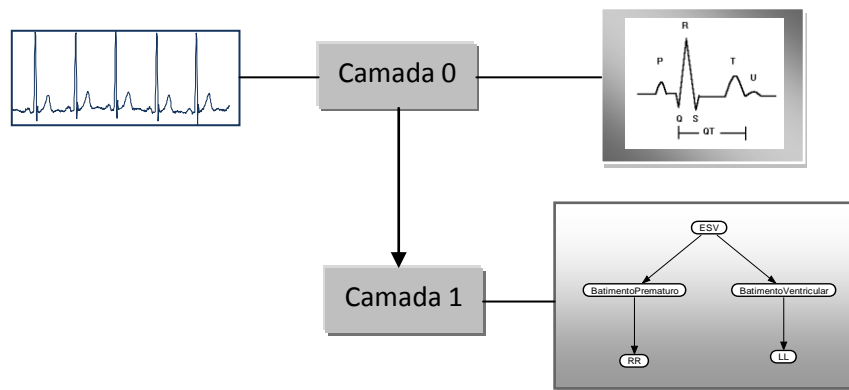 Camada 0
R
P
T
U
Q
S
QT
Camada 1
ESV
BatimentoPrematuro
BatimentoVentricular
RR
LL